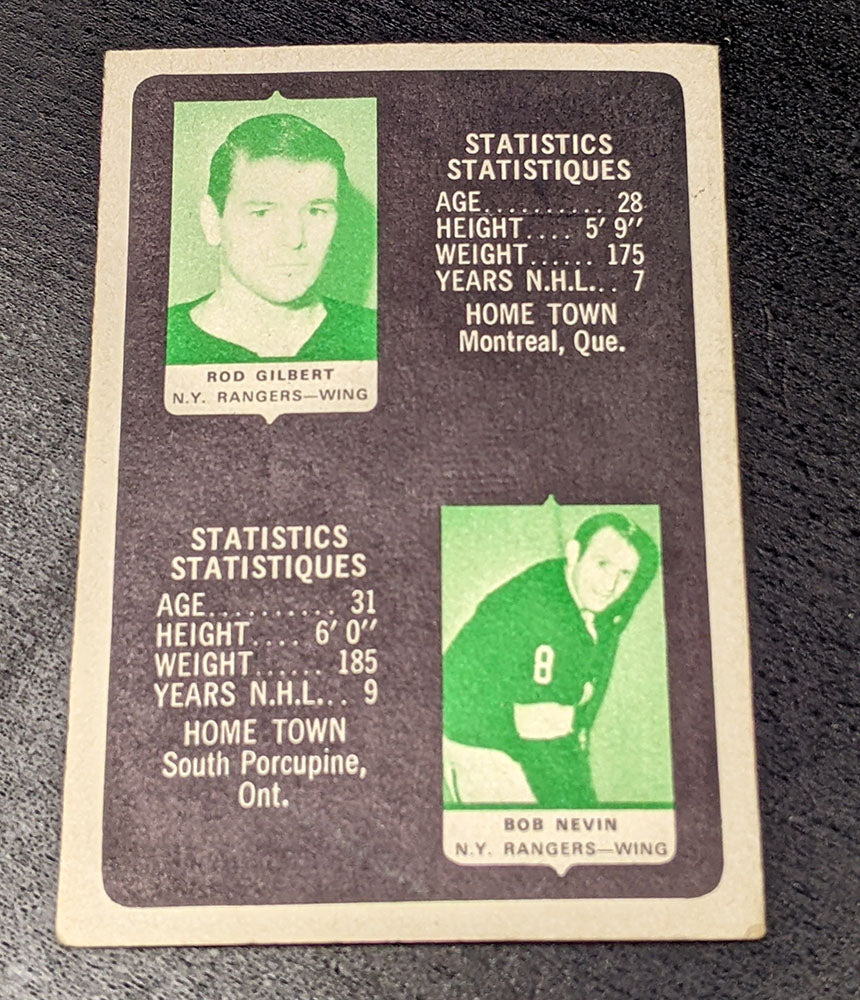 ROD GILBERT
N.Y. RANGERS—WING
STATISTICS
STATISTIQUES
AGE.......... 28
HEIGHT.... 5' 9"
WEIGHT...... 175
YEARS N.H.L... 7
HOME TOWN
Montreal, Que.
STATISTICS
STATISTIQUES
AGE.......... 31
HEIGHT.... 6' 0"
WEIGHT...... 185
YEARS N.H.L... 9
HOME TOWN
South Porcupine,
Ont.
8
BOB NEVIN
N.Y. RANGERS—WING